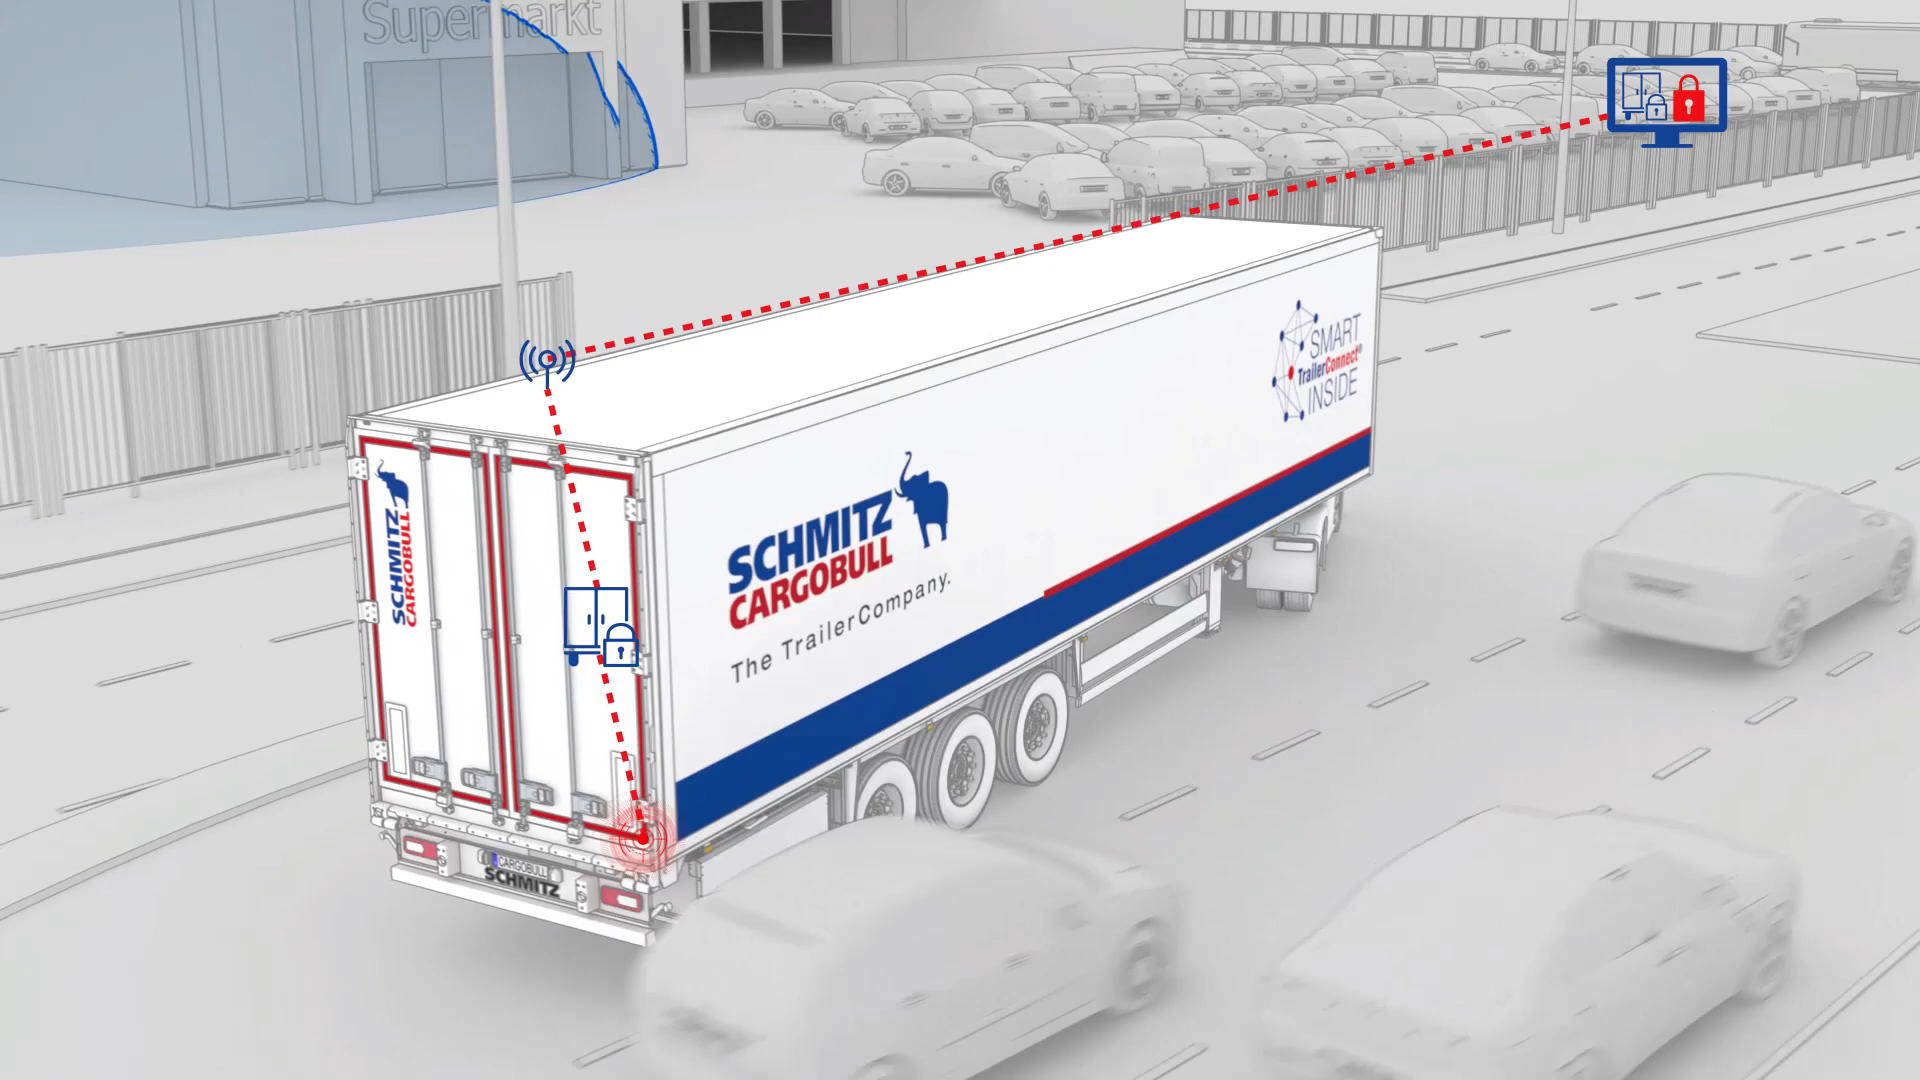 Supermarkt
SMART
TrailerConnect®
INSIDE
SCHMITZ
CARGOBULL
The TrailerCompany.
SCHMITZ
CARGOBULL
CARGOBULL
SCHMITZ